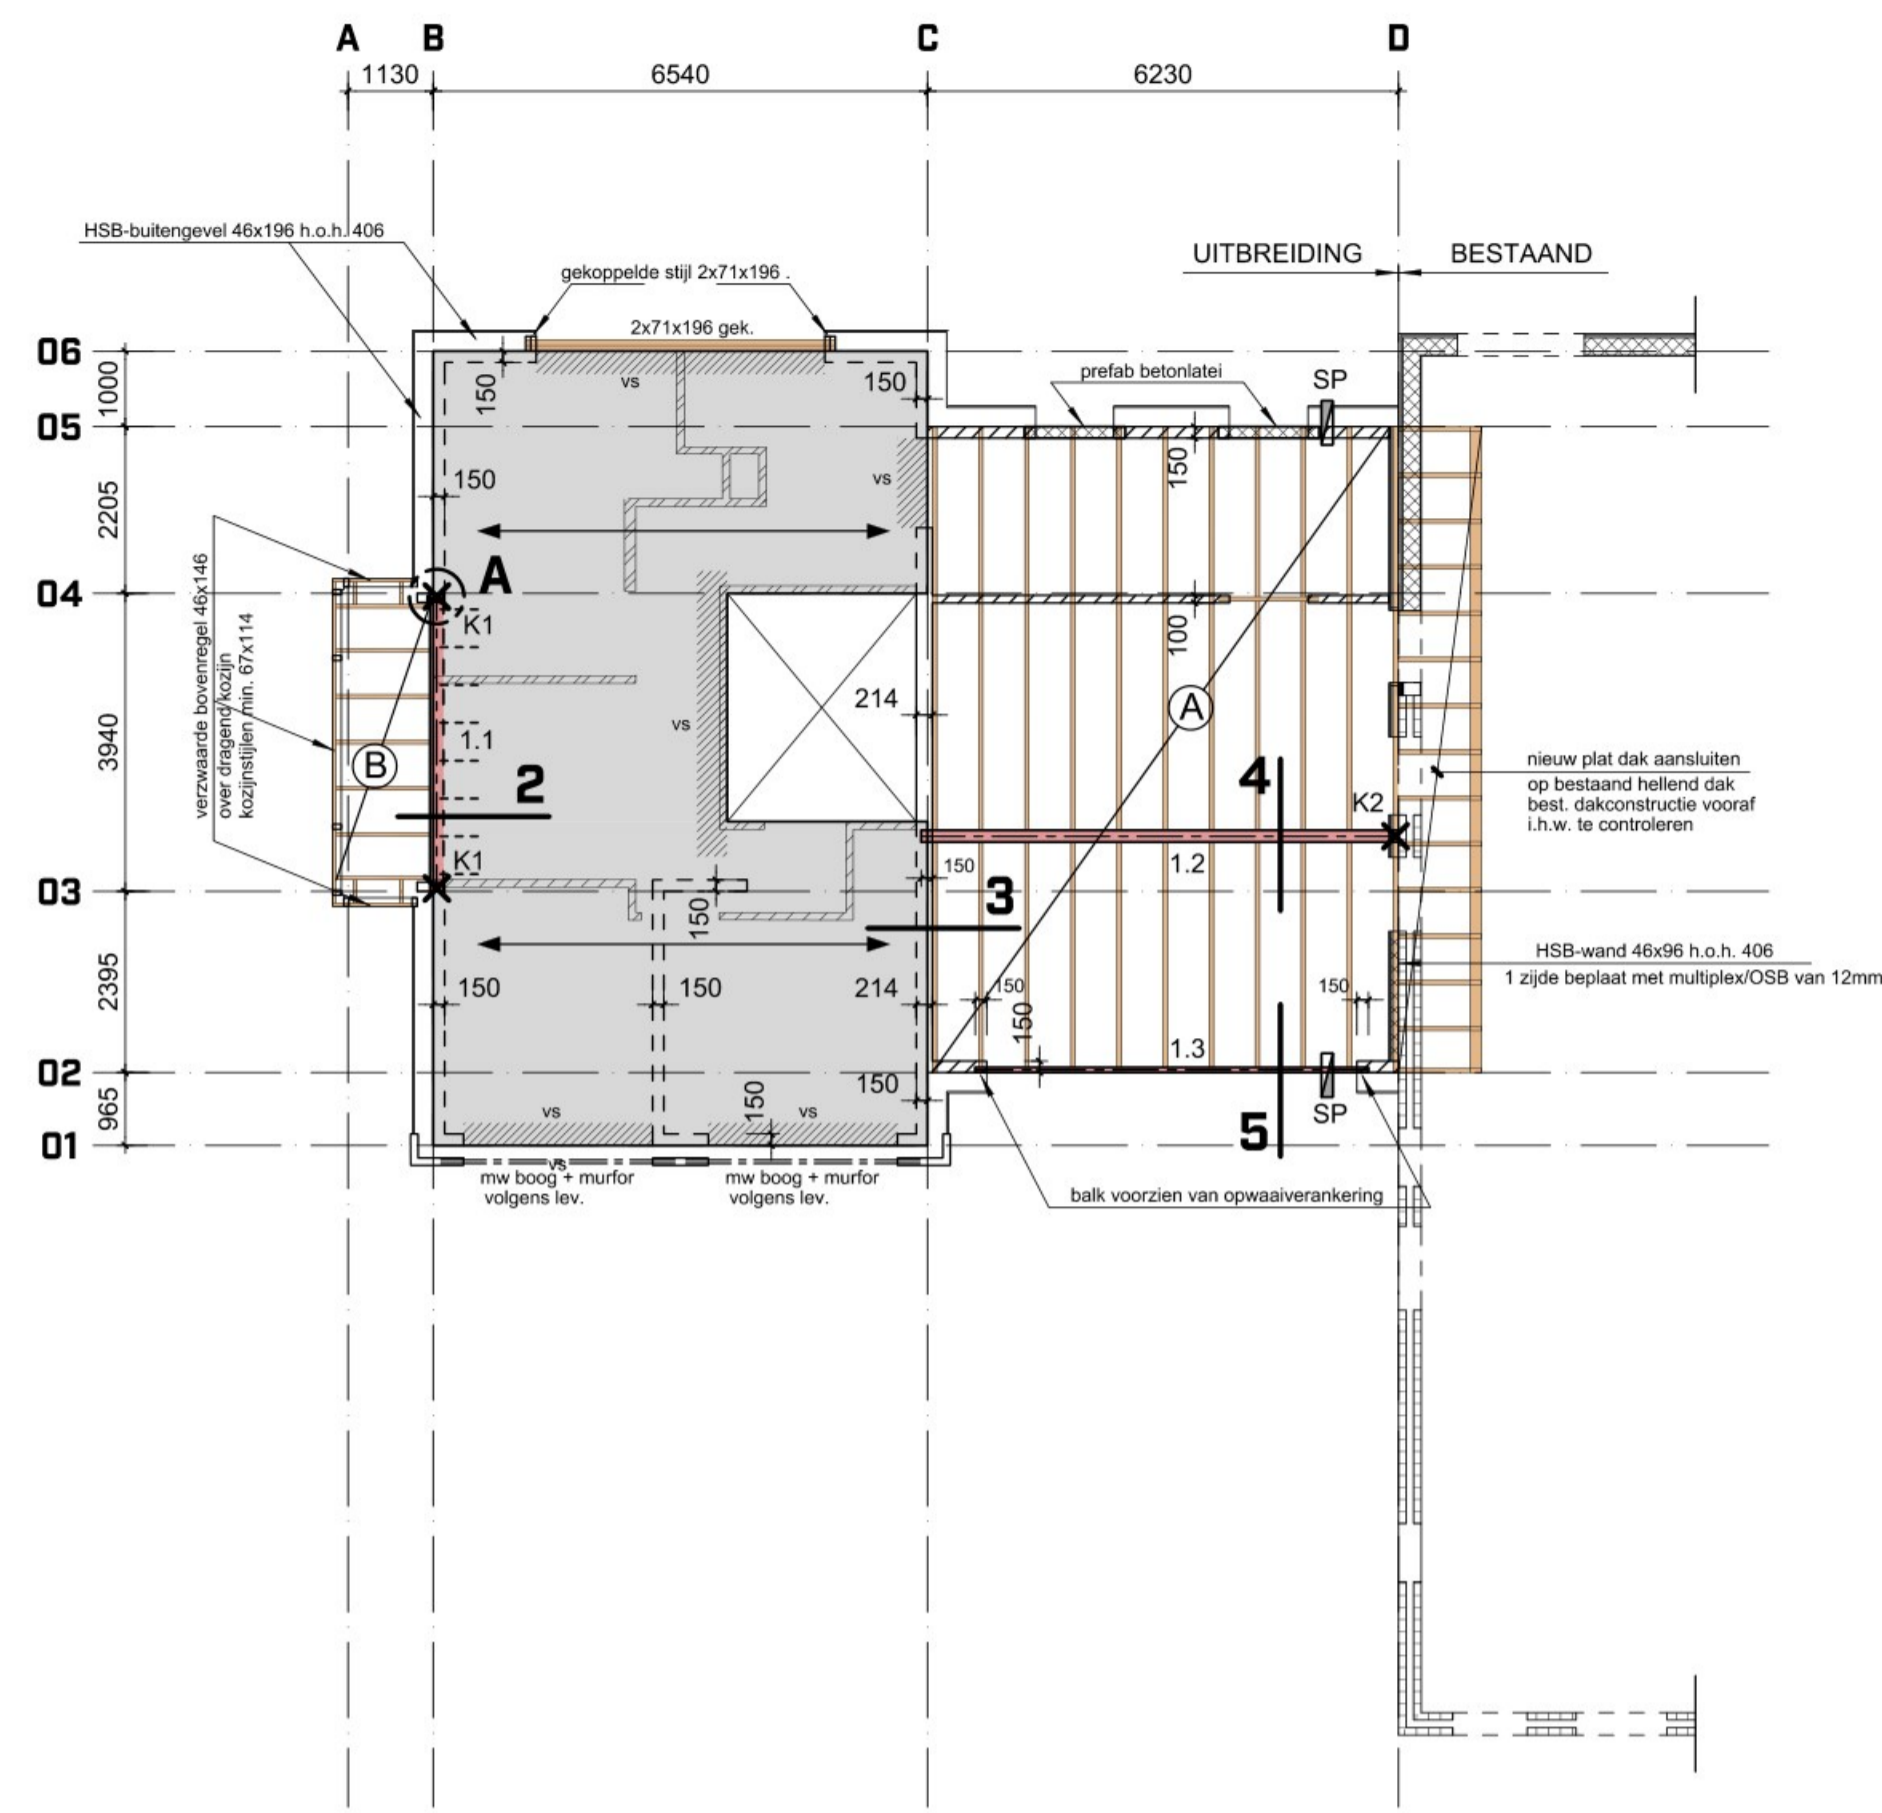 A
B
C
D
1130
6540
6230
HSB-buitengevel 46x196 h.o.h. 406
gekoppelde stijl 2x71x196 .
UITBREIDING
BESTAAND
2x71x196 gek.
06
vs
150
150
prefab betonlatei
SP
1000
05
150
vs
150
2205
A
04
K1
100
verzwaarde bovenregel 46x146
over dragend kozijn
kozijnstijlen min. 67x114
214
A
vs
3940
1.1
B
2
4
nieuw plat dak aansluiten
op bestaand hellend dak
best. dakconstructie vooraf
i.h.w. te controleren
K2
K1
1.2
150
03
3
150
HSB-wand 46x96 h.o.h. 406
1 zijde beplaat met multiplex/OSB van 12mm
2395
150
150
214
150
150
150
1.3
02
150
150
965
vs
vs
SP
5
01
vs
mw boog + murfor
volgens lev.
mw boog + murfor
volgens lev.
balk voorzien van opwaaiverankering